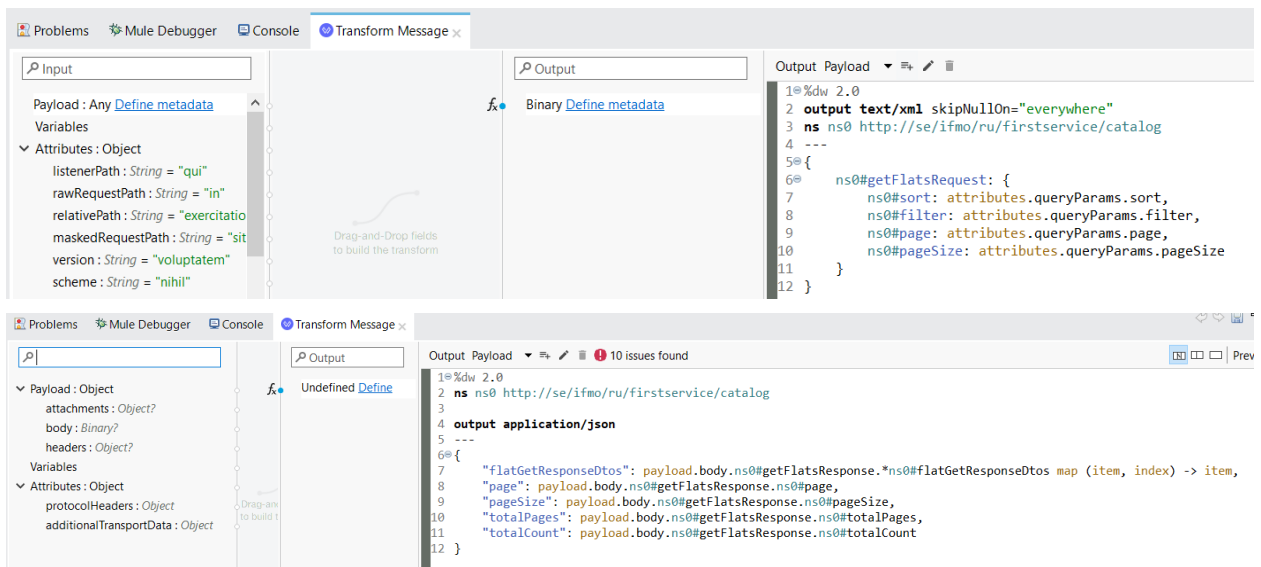 Problems Mule Debugger Console Transform Message
Input
Payload : Any Define metadata
Variables
Attributes : Object
listenerPath : String = "qui"
rawRequestPath : String = "in"
relativePath : String = "exercitatio
maskedRequestPath : String = "sit
version : String = "voluptatem"
scheme : String = "nihil"
Drag-and-Drop fields
to build the transform
Output
fx Binary Define metadata
Output Payload
1 %dw 2.0
2 output text/xml skipNullOn="everywhere"
3 ns ns0 http://se/ifmo/ru/firstservice/catalog
4 ---
5 {
6 ns0#getFlatsRequest: {
7 ns0#sort: attributes.queryParams.sort,
8 ns0#filter: attributes.queryParams.filter,
9 ns0#page: attributes.queryParams.page,
10 ns0#pageSize: attributes.queryParams.pageSize
11 }
12 }
Problems Mule Debugger Console Transform Message
Payload : Object
attachments : Object?
body : Binary?
headers : Object?
Variables
Attributes : Object
protocolHeaders : Object
additionalTransportData : Object
Drag-an
to build t
Output
fx Undefined Define
Output Payload 10 issues found Prev
1 %dw 2.0
2 ns ns0 http://se/ifmo/ru/firstservice/catalog
3
4 output application/json
5 ---
6 {
7 "flatGetResponseDtos": payload.body.ns0#getFlatsResponse.*ns0#flatGetResponseDtos map (item, index) -> item,
8 "page": payload.body.ns0#getFlatsResponse.ns0#page,
9 "pageSize": payload.body.ns0#getFlatsResponse.ns0#pageSize,
10 "totalPages": payload.body.ns0#getFlatsResponse.ns0#totalPages,
11 "totalCount": payload.body.ns0#getFlatsResponse.ns0#totalCount
12 }